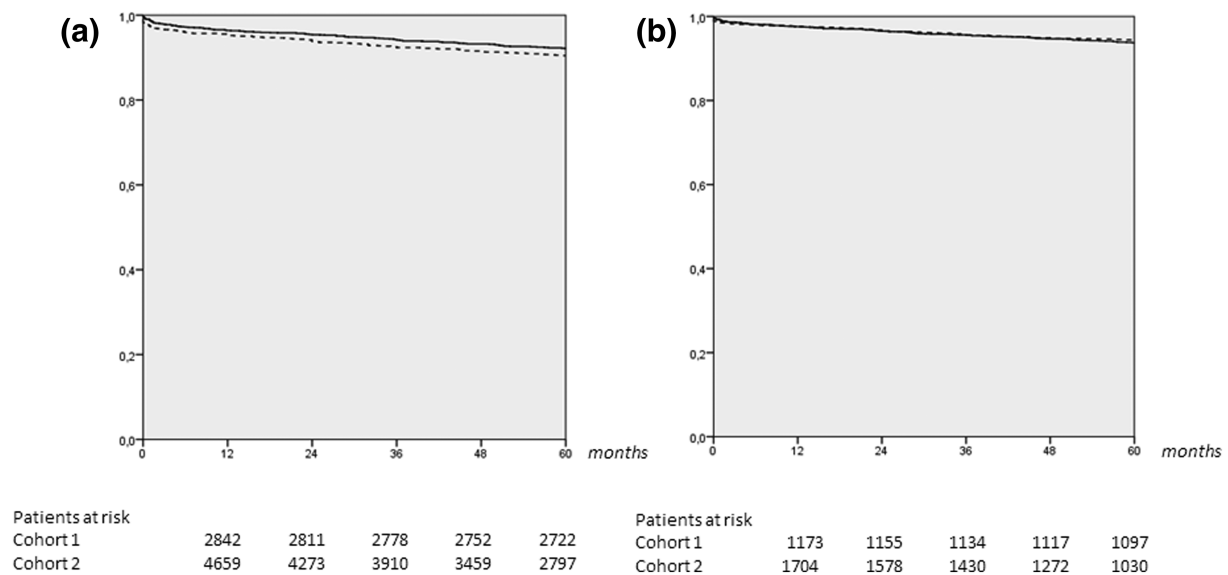 (a)
1,0
0,8
0,6
0,4
0,2
0,0
0 12 24 36 48 60 months
Patients at risk
Cohort 1 2842 2811 2778 2752 2722
Cohort 2 4659 4273 3910 3459 2797
(b)
1,0
0,8
0,6
0,4
0,2
0,0
0 12 24 36 48 60 months
Patients at risk
Cohort 1 1173 1155 1134 1117 1097
Cohort 2 1704 1578 1430 1272 1030